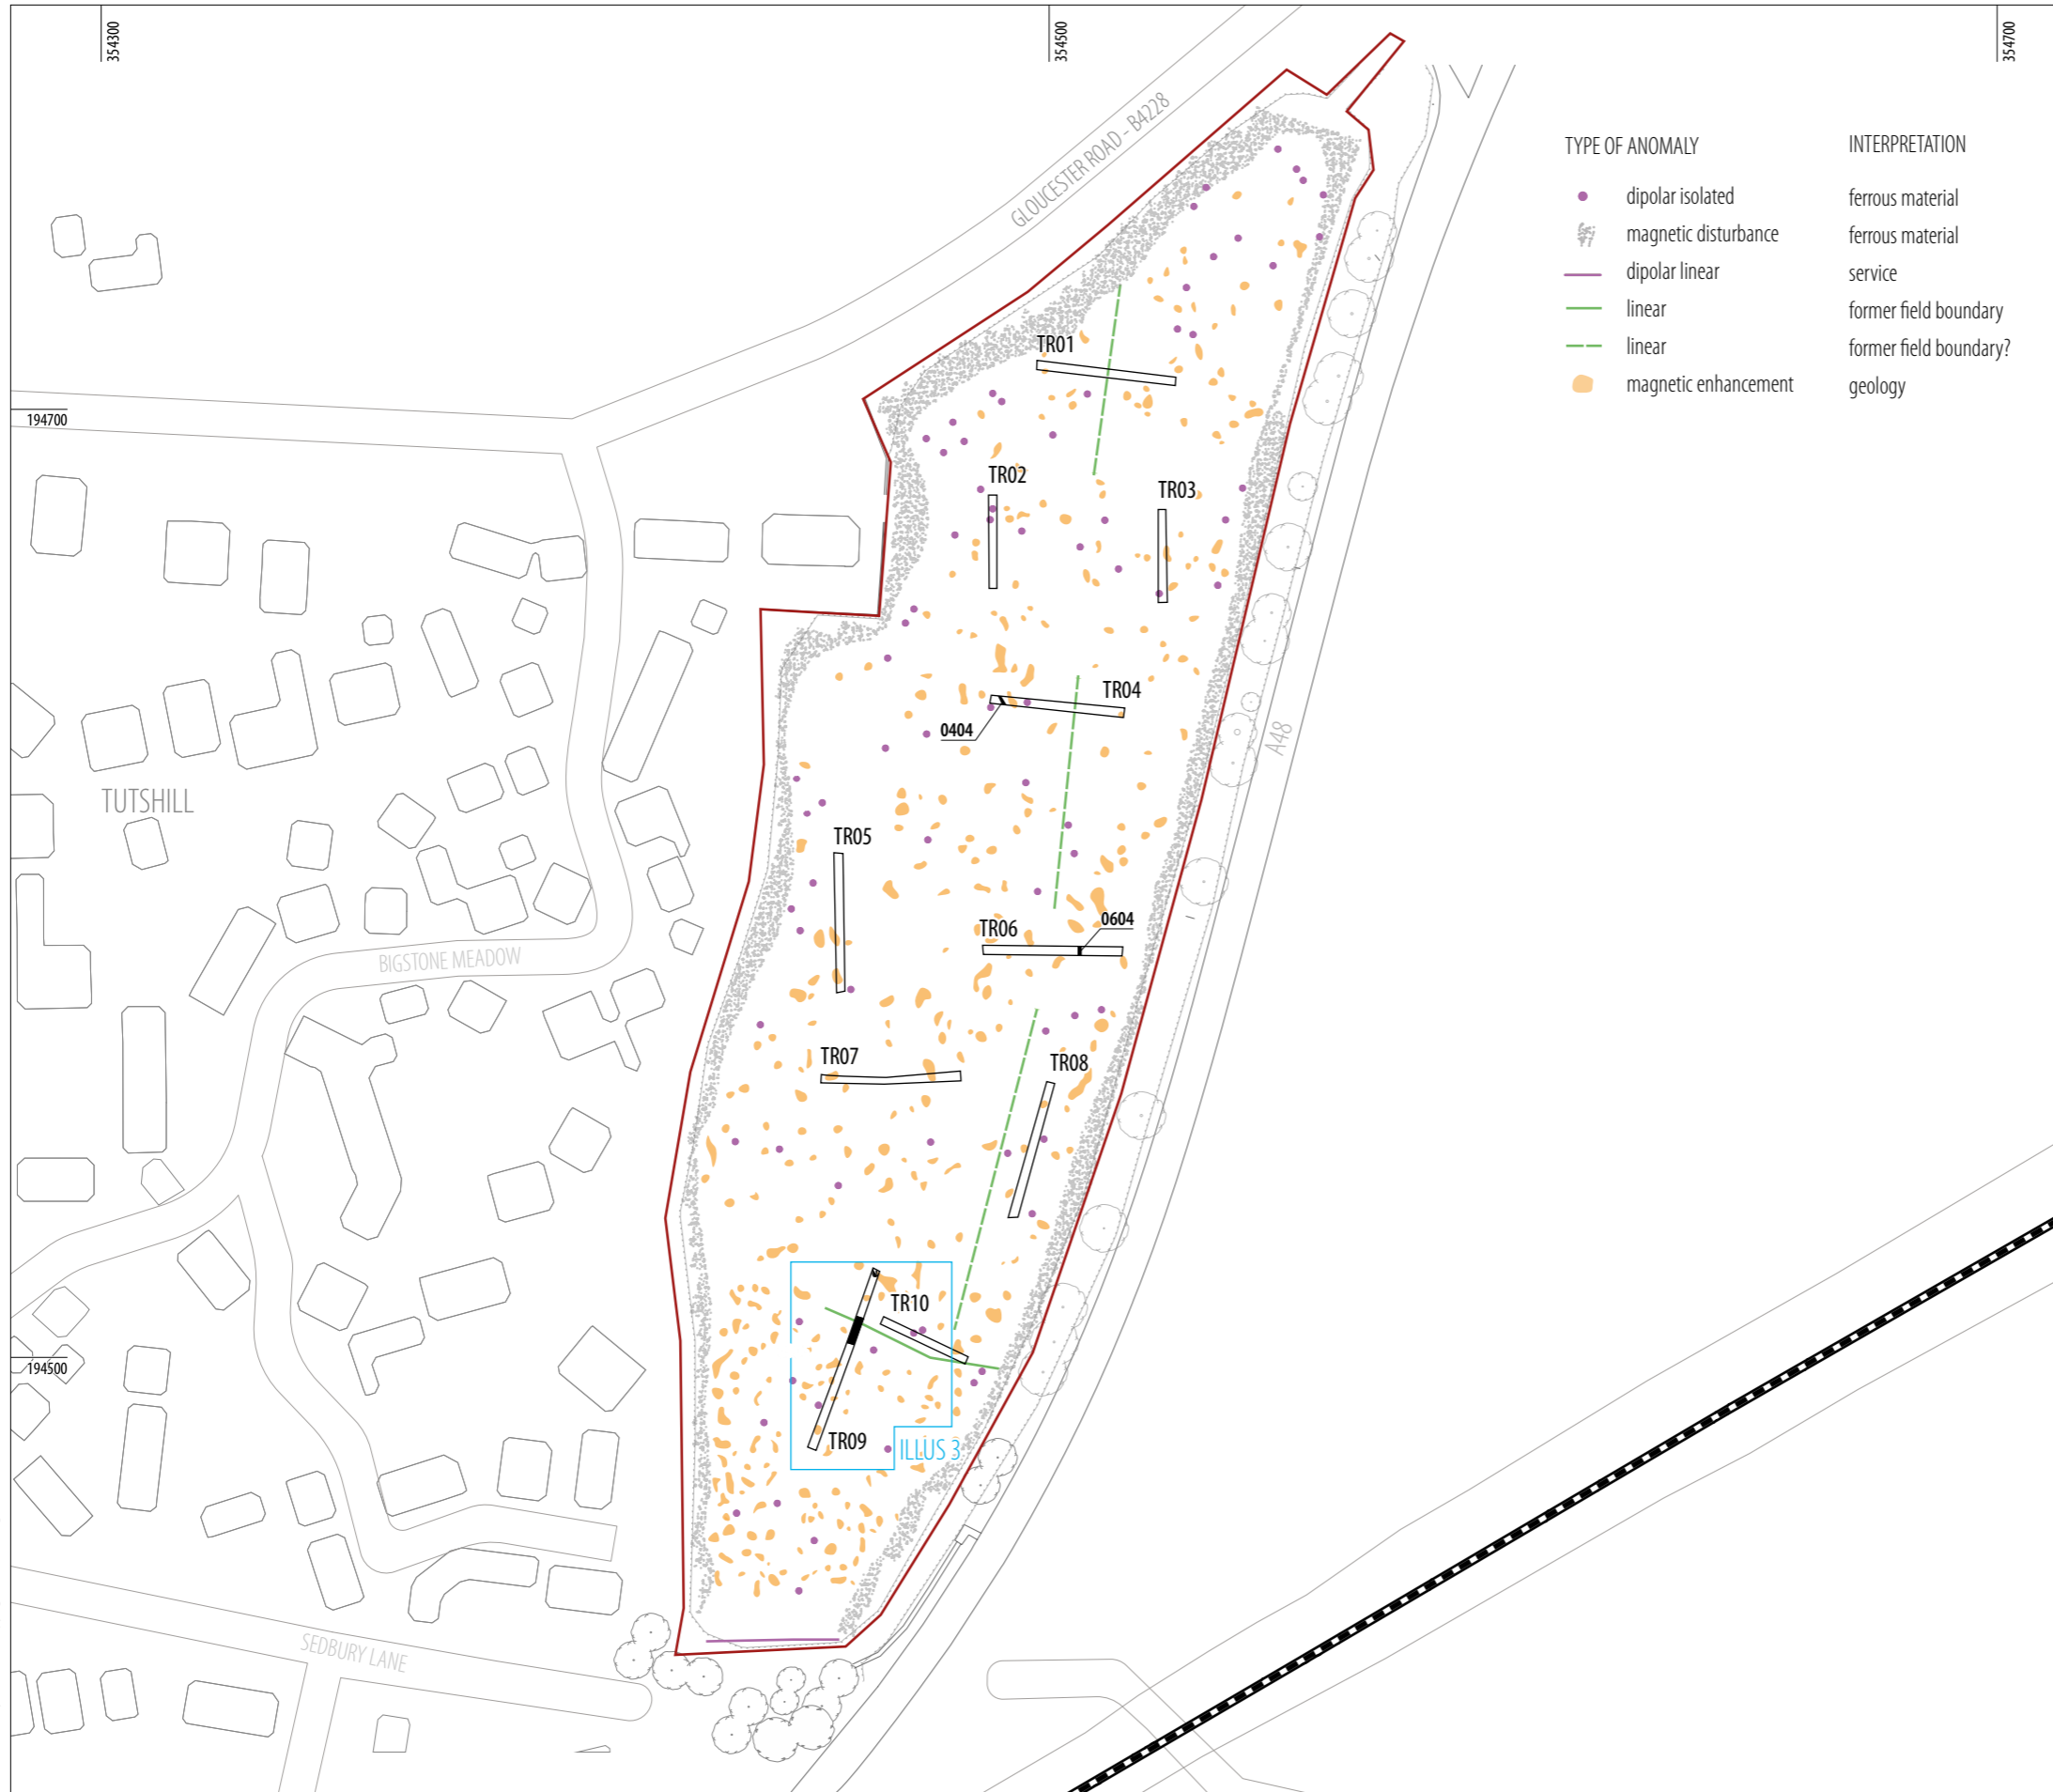 354300
354500
354700
GLOUCESTER ROAD - B4228
TYPE OF ANOMALY INTERPRETATION
dipolar isolated ferrous material
magnetic disturbance ferrous material
dipolar linear service
linear former field boundary
linear former field boundary?
magnetic enhancement geology
TR01
194700
TR02
TR03
TR04
0404
A48
TUTSHILL
TR05
0604
TR06
BIGSTONE MEADOW
TR07
TR08
TR10
194500
TR09
ILLUS 3
SEDBURY LANE